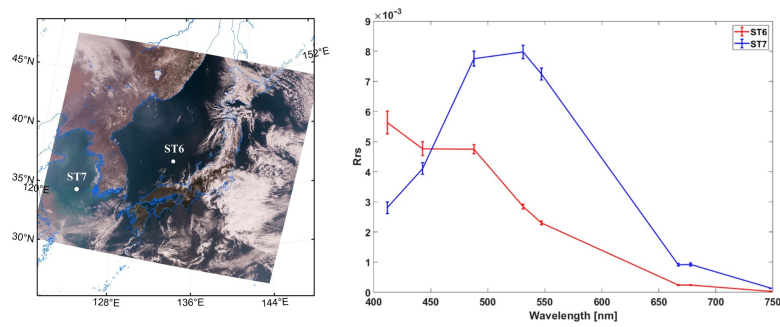 45°N
40°N
35°N
30°N
120°E
128°E
136°E
144°E
152°E
ST6
ST7
×10⁻³
9
8
7
6
5
4
3
2
1
0
Rrs
400
450
500
550
600
650
700
750
Wavelength [nm]
ST6
ST7